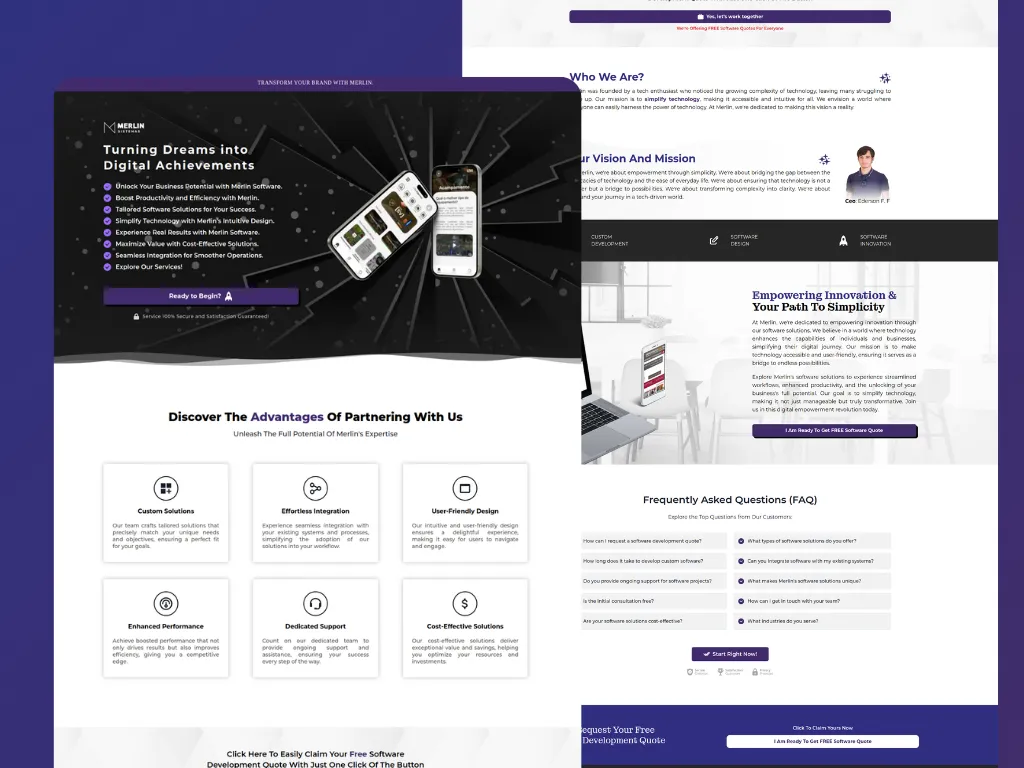 TRANSFORM YOUR BRAND WITH MERLIN.
MERLIN
SISTEMAS
Turning Dreams into
Digital Achievements
Unlock Your Business Potential with Merlin Software.
Boost Productivity and Efficiency with Merlin.
Tailored Software Solutions for Your Success.
Simplify Technology with Merlin's Intuitive Design.
Experience Real Results with Merlin Software.
Maximize Value with Cost-Effective Solutions.
Seamless Integration for Smoother Operations.
Explore Our Services!
Ready to Begin?
Service 100% Secure and Satisfaction Guaranteed!
Discover The Advantages Of Partnering With Us
Unleash The Full Potential Of Merlin's Expertise
Custom Solutions
Our team crafts tailored solutions that
precisely match your unique needs
and objectives, ensuring a perfect fit
for your goals.
Effortless Integration
Experience seamless integration with
your existing systems and processes,
simplifying the adoption of our
solutions into your workflow.
User-Friendly Design
Our intuitive and user-friendly design
ensures a delightful experience,
making it easy for users to navigate
and engage.
Enhanced Performance
Achieve boosted performance that not
only drives results but also improves
efficiency, giving you a competitive
edge.
Dedicated Support
Count on our dedicated team to
provide ongoing support and
assistance, ensuring your success
every step of the way.
Cost-Effective Solutions
Our cost-effective solutions deliver
exceptional value and savings, helping
you optimize your resources and
investments.
Click Here To Easily Claim Your Free Software
Development Quote With Just One Click Of The Button
Yes, let's work together
We're Offering FREE Software Quotes For Everyone
Who We Are?
was founded by a tech enthusiast who noticed the growing complexity of technology, leaving many struggling to
up. Our mission is to simplify technology, making it accessible and intuitive for all. We envision a world where
can easily harness the power of technology. At Merlin, we're dedicated to making this vision a reality.
ur Vision And Mission
erlin, we're about empowerment through simplicity. We're about bridging the gap between the
acies of technology and the ease of everyday life. We're about ensuring that technology is not a
er but a bridge to possibilities. We're about transforming complexity into clarity. We're about
and your journey in a tech-driven world.
Ceo: Ederson F. F
CUSTOM
DEVELOPMENT
SOFTWARE
DESIGN
SOFTWARE
INNOVATION
Empowering Innovation &
Your Path To Simplicity
At Merlin, we're dedicated to empowering innovation through
our software solutions. We believe in a world where technology
enhances the capabilities of individuals and businesses,
simplifying their digital journey. Our mission is to make
technology accessible and user-friendly, ensuring it serves as a
bridge to endless possibilities.
Explore Merlin's software solutions to experience streamlined
workflows, enhanced productivity, and the unlocking of your
business's full potential. Our goal is to simplify technology,
making it not just manageable but truly transformative. Join
us in this digital empowerment revolution today.
I Am Ready To Get FREE Software Quote
Frequently Asked Questions (FAQ)
Explore the Top Questions from Our Customers
How can I request a software development quote?
What types of software solutions do you offer?
How long does it take to develop custom software?
Can you integrate software with my existing systems?
Do you provide ongoing support for software projects?
What makes Merlin's software solutions unique?
Is the initial consultation free?
How can I get in touch with your team?
Are your software solutions cost-effective?
What industries do you serve?
Start Right Now!
equest Your Free
Development Quote
Click To Claim Yours Now
I Am Ready To Get FREE Software Quote